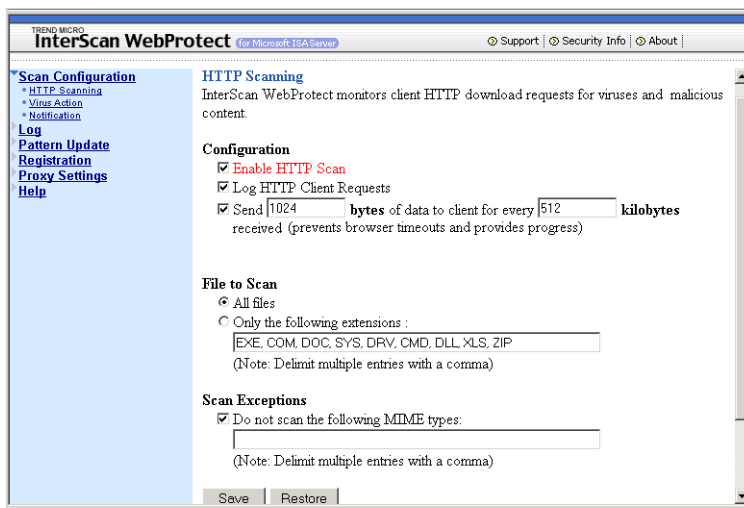 TREND MICRO
InterScan WebProtect for Microsoft ISA Server
Support | Security Info | About |
Scan Configuration
HTTP Scanning
Virus Action
Notification
Log
Pattern Update
Registration
Proxy Settings
Help
HTTP Scanning
InterScan WebProtect monitors client HTTP download requests for viruses and malicious
content.
Configuration
Enable HTTP Scan
Log HTTP Client Requests
Send 1024 bytes of data to client for every 512 kilobytes
received (prevents browser timeouts and provides progress)
File to Scan
All files
Only the following extensions :
EXE, COM, DOC, SYS, DRV, CMD, DLL, XLS, ZIP
(Note: Delimit multiple entries with a comma)
Scan Exceptions
Do not scan the following MIME types:
(Note: Delimit multiple entries with a comma)
Save Restore